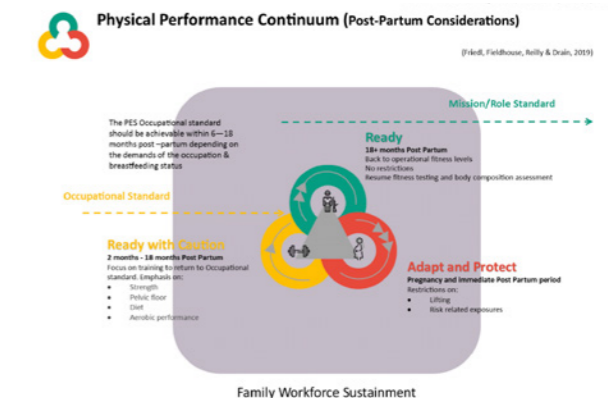 Physical Performance Continuum (Post-Partum Considerations)
(Friedl, Fieldhouse, Reilly & Drain, 2019)
Mission/Role Standard
The PES Occupational standard
should be achievable within 6—18
months post –partum depending on
the demands of the occupation &
breastfeeding status
Ready
18+ months Post Partum
Back to operational fitness levels
No restrictions
Resume fitness testing and body composition assessment
Occupational Standard
Ready with Caution
2 months - 18 months Post Partum
Focus on training to return to Occupational
standard. Emphasis on:
• Strength
• Pelvic floor
• Diet
• Aerobic performance
Adapt and Protect
Pregnancy and Immediate Post Partum period
Restrictions on:
• Lifting
• Risk related exposures
Family Workforce Sustainment